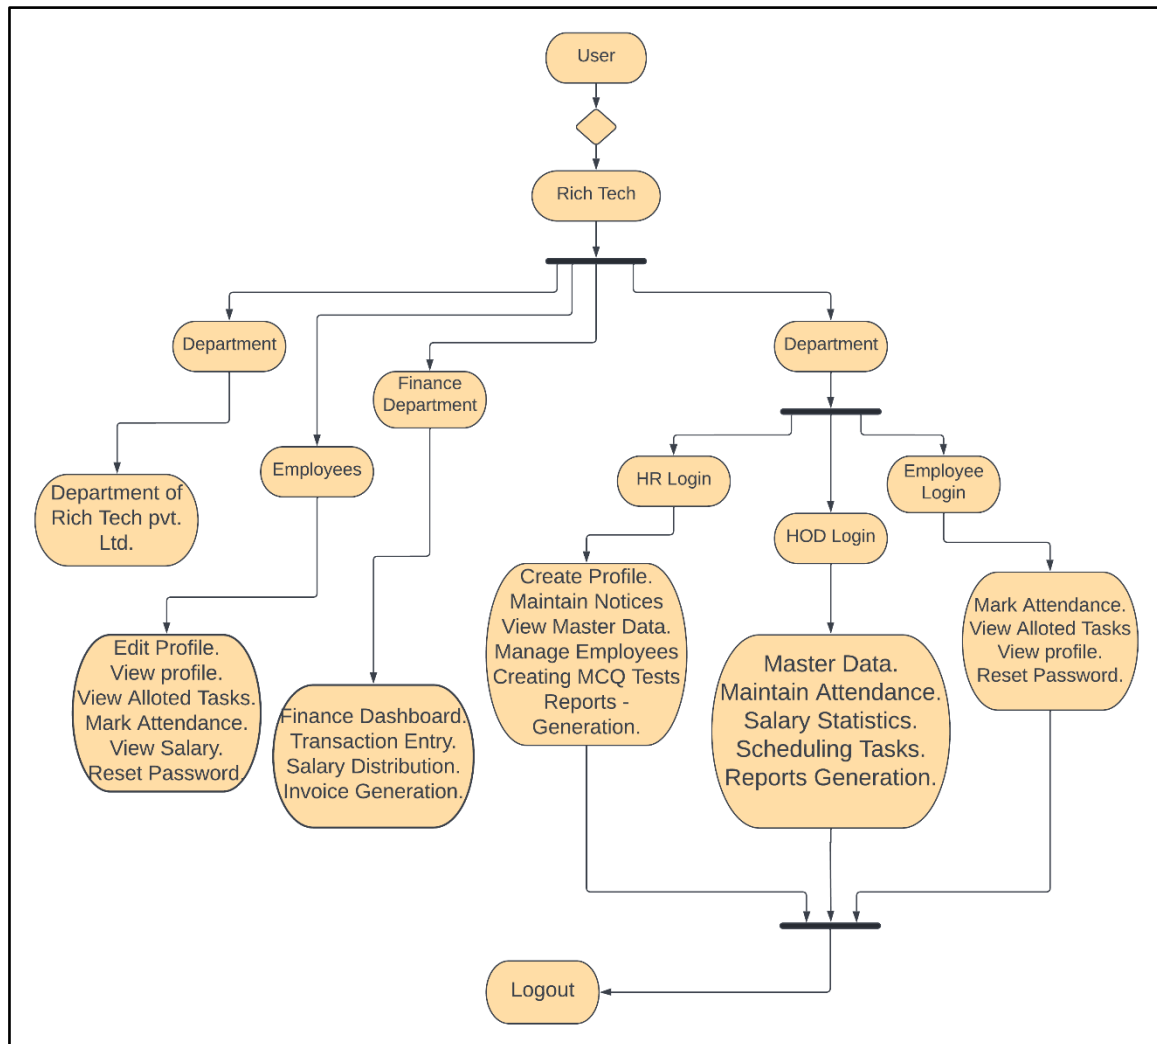 User
Rich Tech
Department
Department of
Rich Tech pvt.
Ltd.
Employees
Edit Profile.
View profile.
View Alloted Tasks.
Mark Attendance.
View Salary.
Reset Password.
Finance
Department
Finance Dashboard.
Transaction Entry.
Salary Distribution.
Invoice Generation.
Department
HR Login
Create Profile.
Maintain Notices
View Master Data.
Manage Employees
Creating MCQ Tests
Reports -
Generation.
HOD Login
Master Data.
Maintain Attendance.
Salary Statistics.
Scheduling Tasks.
Reports Generation.
Employee
Login
Mark Attendance.
View Alloted Tasks
View profile.
Reset Password.
Logout